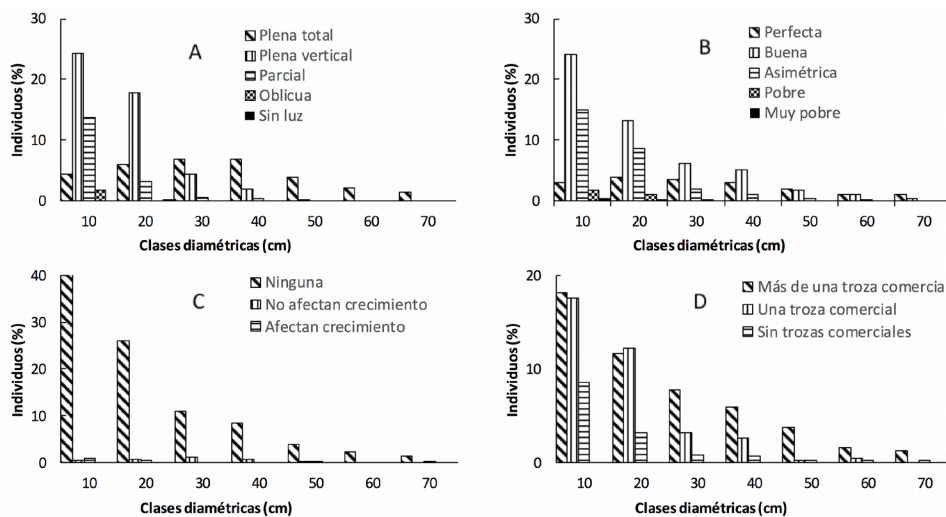 A
Individuos (%)
30
20
10
0
Plena total
Plena vertical
Parcial
Oblicua
Sin luz
10 20 30 40 50 60 70
Clases diamétricas (cm)
B
Individuos (%)
30
20
10
0
Perfecta
Buena
Asimétrica
Pobre
Muy pobre
10 20 30 40 50 60 70
Clases diamétricas (cm)
C
Individuos (%)
40
30
20
10
0
Ninguna
No afectan crecimiento
Afectan crecimiento
10 20 30 40 50 60 70
Clases diamétricas (cm)
D
Individuos (%)
20
10
0
Más de una troza comercia
Una troza comercial
Sin trozas comerciales
10 20 30 40 50 60 70
Clases diamétricas (cm)